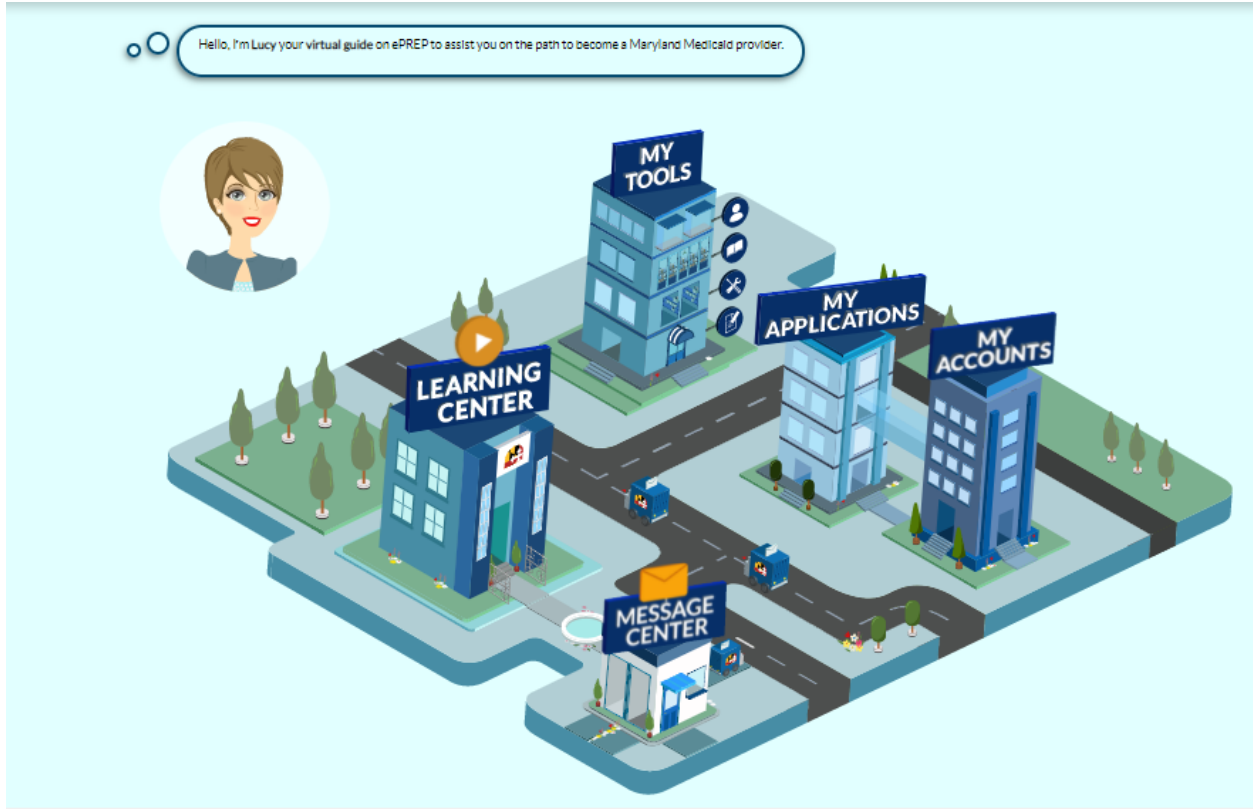 Hello, I'm Lucy your virtual guide on ePREP to assist you on the path to become a Maryland Medicaid provider.
MY
TOOLS
MY
APPLICATIONS
MY
ACCOUNTS
LEARNING
CENTER
MESSAGE
CENTER